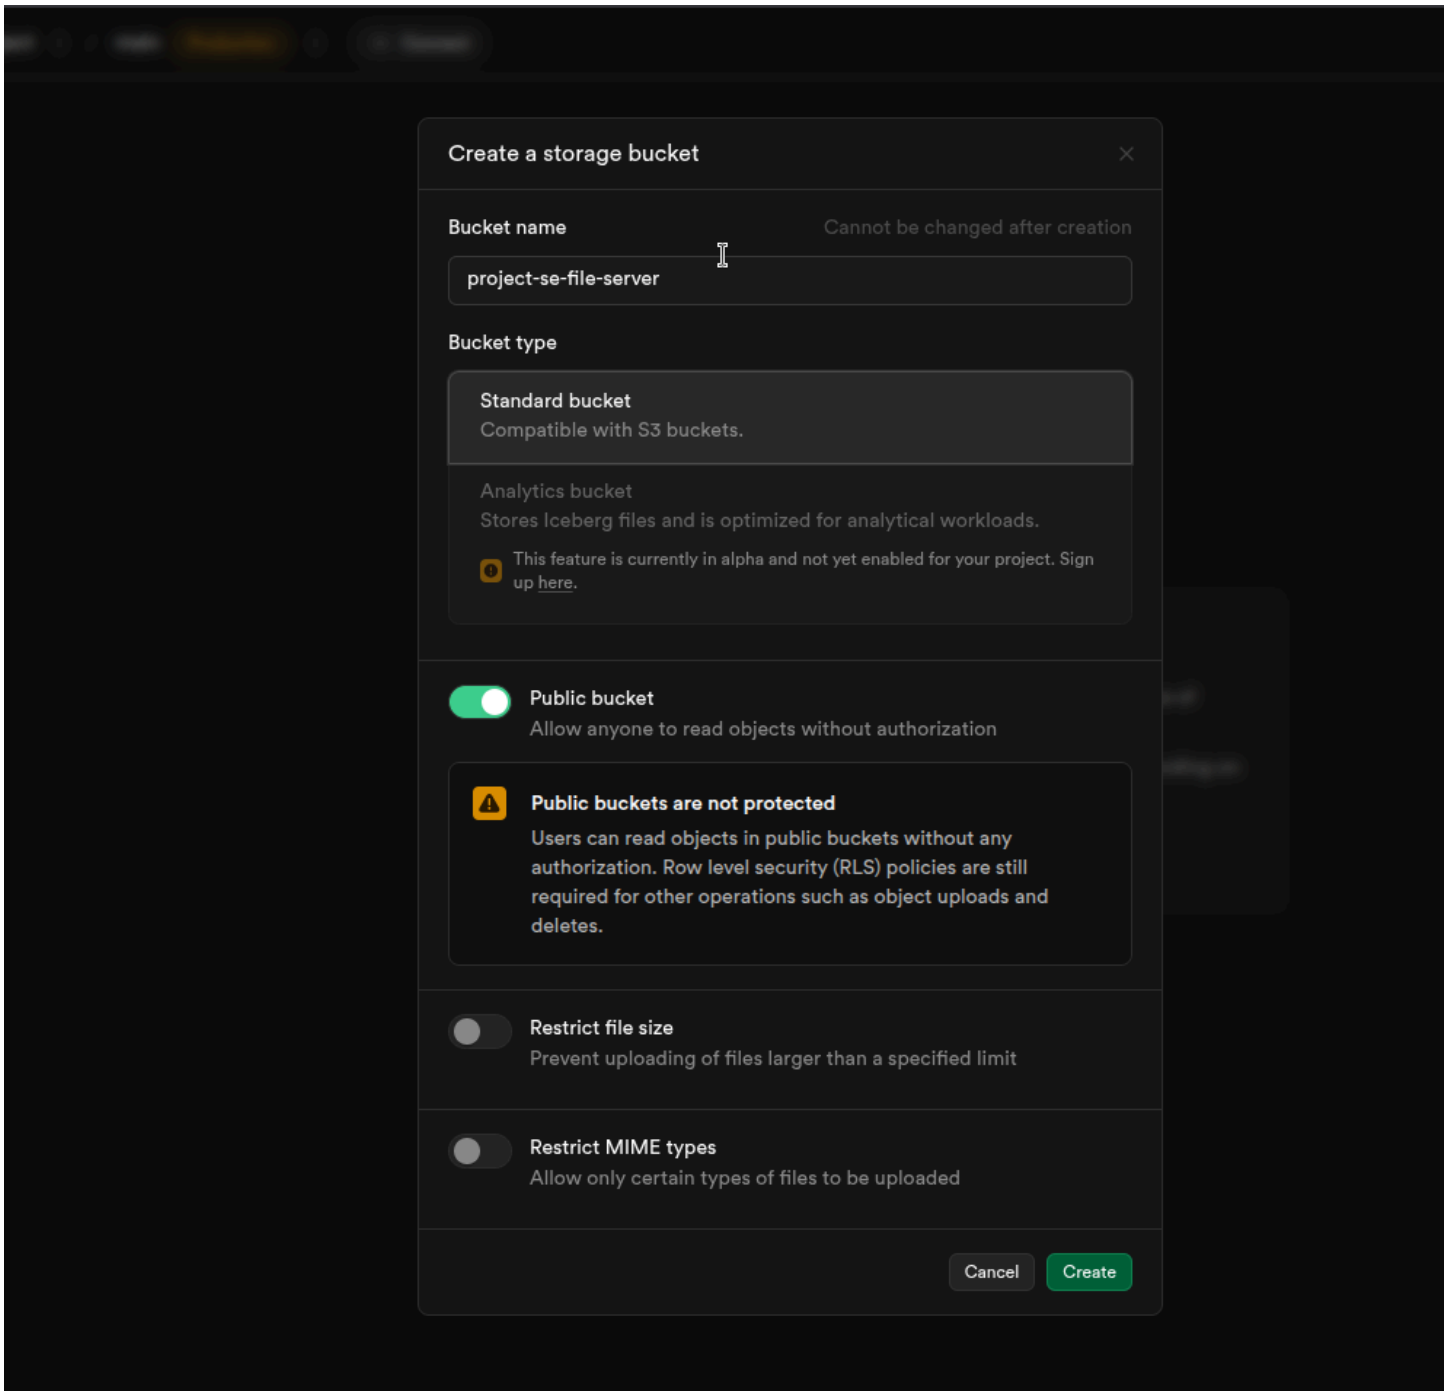 Create a storage bucket
Bucket name
Cannot be changed after creation
project-se-file-server
Bucket type
Standard bucket
Compatible with S3 buckets.
Analytics bucket
Stores Iceberg files and is optimized for analytical workloads.
This feature is currently in alpha and not yet enabled for your project. Sign
up here.
Public bucket
Allow anyone to read objects without authorization
Public buckets are not protected
Users can read objects in public buckets without any
authorization. Row level security (RLS) policies are still
required for other operations such as object uploads and
deletes.
Restrict file size
Prevent uploading of files larger than a specified limit
Restrict MIME types
Allow only certain types of files to be uploaded
Cancel
Create